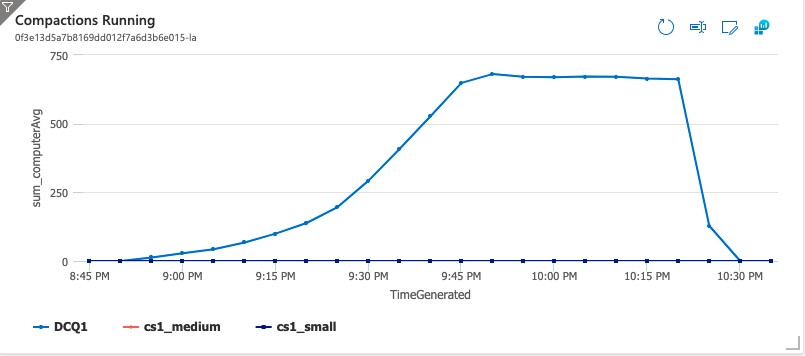 Compactions Running
0f3e13d5a7b8169dd012f7a6d3b6e015-la
750
500
250
0
sum_computerAvg
8:45 PM 9:00 PM 9:15 PM 9:30 PM 9:45 PM 10:00 PM 10:15 PM 10:30 PM
TimeGenerated
DCQ1 cs1_medium cs1_small